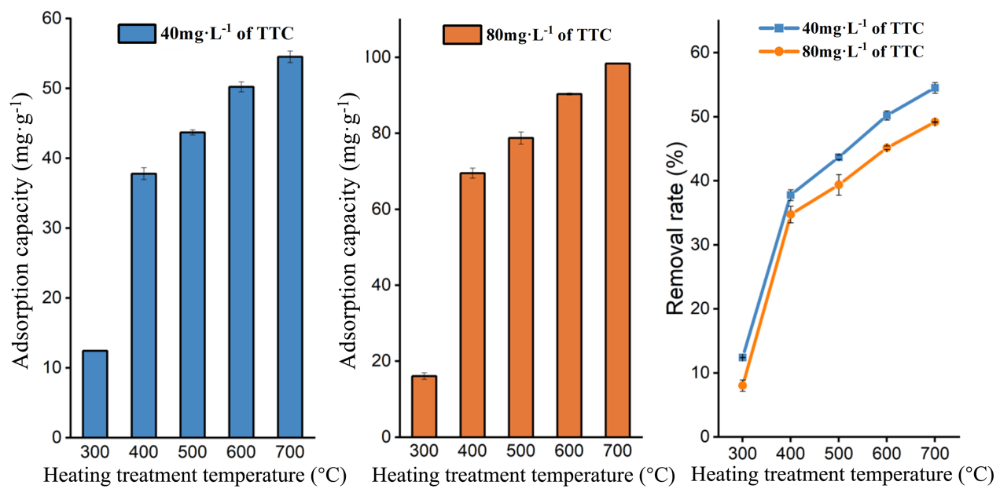 60
50
40
30
20
10
0
Adsorption capacity (mg·g⁻¹)
40mg·L⁻¹ of TTC
300 400 500 600 700
Heating treatment temperature (°C)
100
80
60
40
20
0
Adsorption capacity (mg·g⁻¹)
80mg·L⁻¹ of TTC
300 400 500 600 700
Heating treatment temperature (°C)
60
50
40
30
20
10
0
Removal rate (%)
40mg·L⁻¹ of TTC
80mg·L⁻¹ of TTC
300 400 500 600 700
Heating treatment temperature (°C)